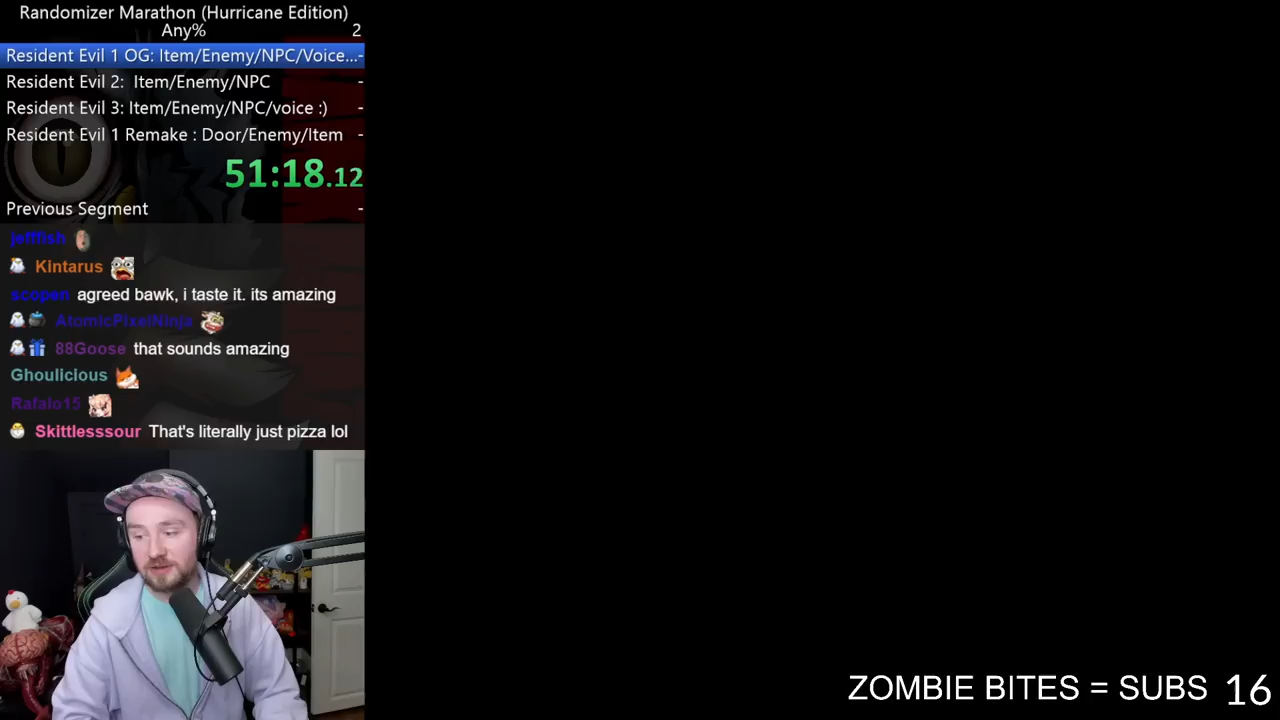 Randomizer Marathon (Hurricane Edition)
Any% 2
Resident Evil 1 OG: Item/Enemy/NPC/Voice... -
Resident Evil 2: Item/Enemy/NPC -
Resident Evil 3: Item/Enemy/NPC/voice :) -
Resident Evil 1 Remake : Door/Enemy/Item -
51:18.12
Previous Segment -
jefffish
Kintarus
scopen agreed bawk, i taste it. its amazing
AtomicPixelNinja
88Goose that sounds amazing
Ghoulicious
Rafalo15
Skittlesssour That's literally just pizza lol
ZOMBIE BITES = SUBS 16